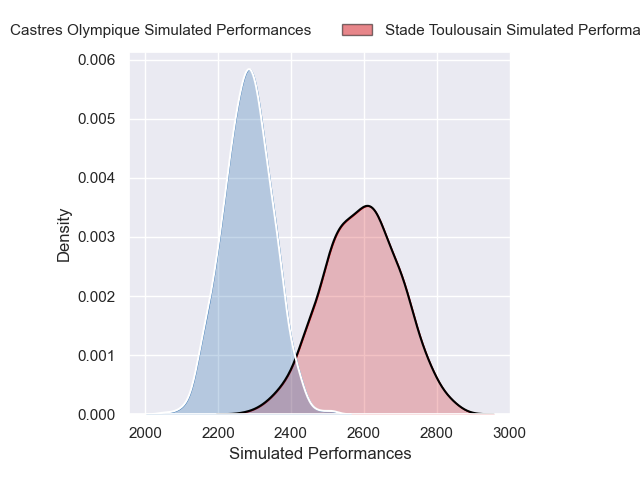 Castres Olympique Simulated Performances
Stade Toulousain Simulated Performa
0.006
0.005
0.004
0.003
0.002
0.001
0.000
Density
2000 2200 2400 2600 2800 3000
Simulated Performances